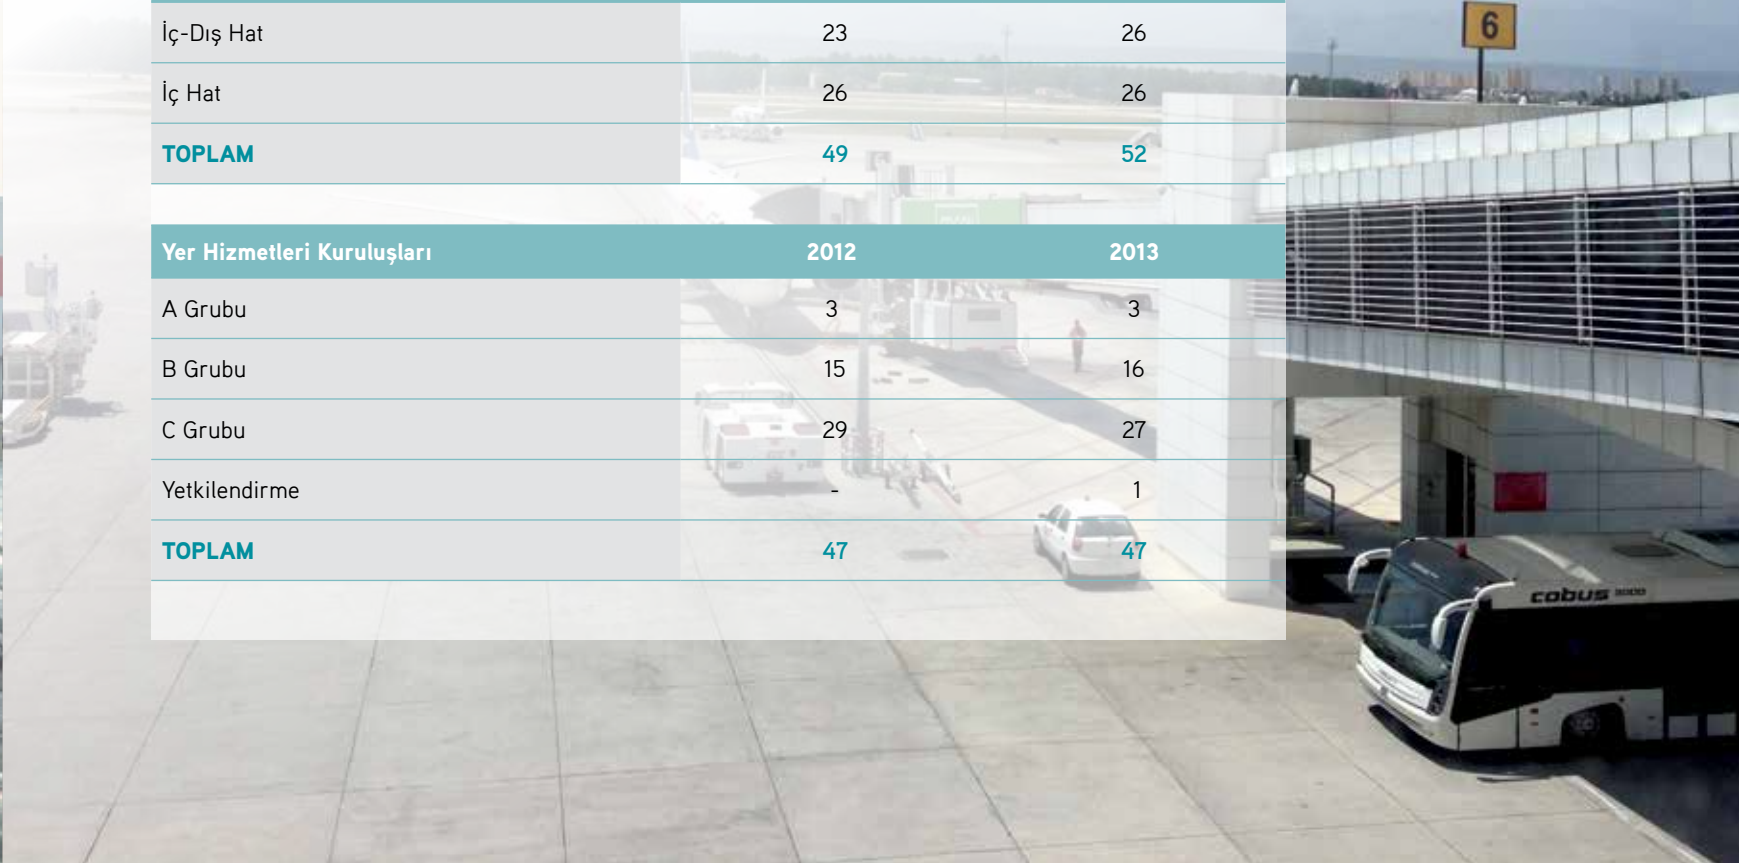 İç-Dış Hat 23 26
İç Hat 26 26
TOPLAM 49 52
Yer Hizmetleri Kuruluşları 2012 2013
A Grubu 3 3
B Grubu 15 16
C Grubu 29 27
Yetkilendirme - 1
TOPLAM 47 47
6
cobus 3000